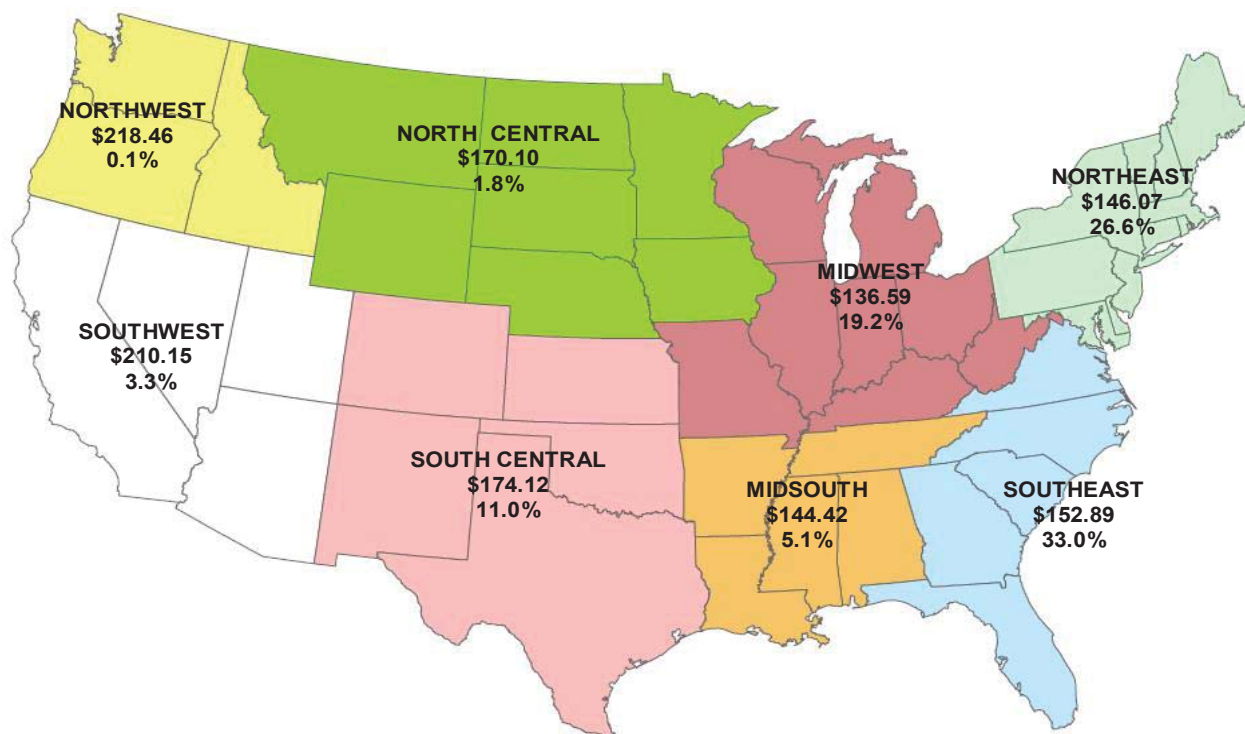 NORTHWEST
$218.46
0.1%
NORTH CENTRAL
$170.10
1.8%
NORTHEAST
$146.07
26.6%
MIDWEST
$136.59
19.2%
SOUTHWEST
$210.15
3.3%
SOUTH CENTRAL
$174.12
11.0%
MIDSOUTH
$144.42
5.1%
SOUTHEAST
$152.89
33.0%